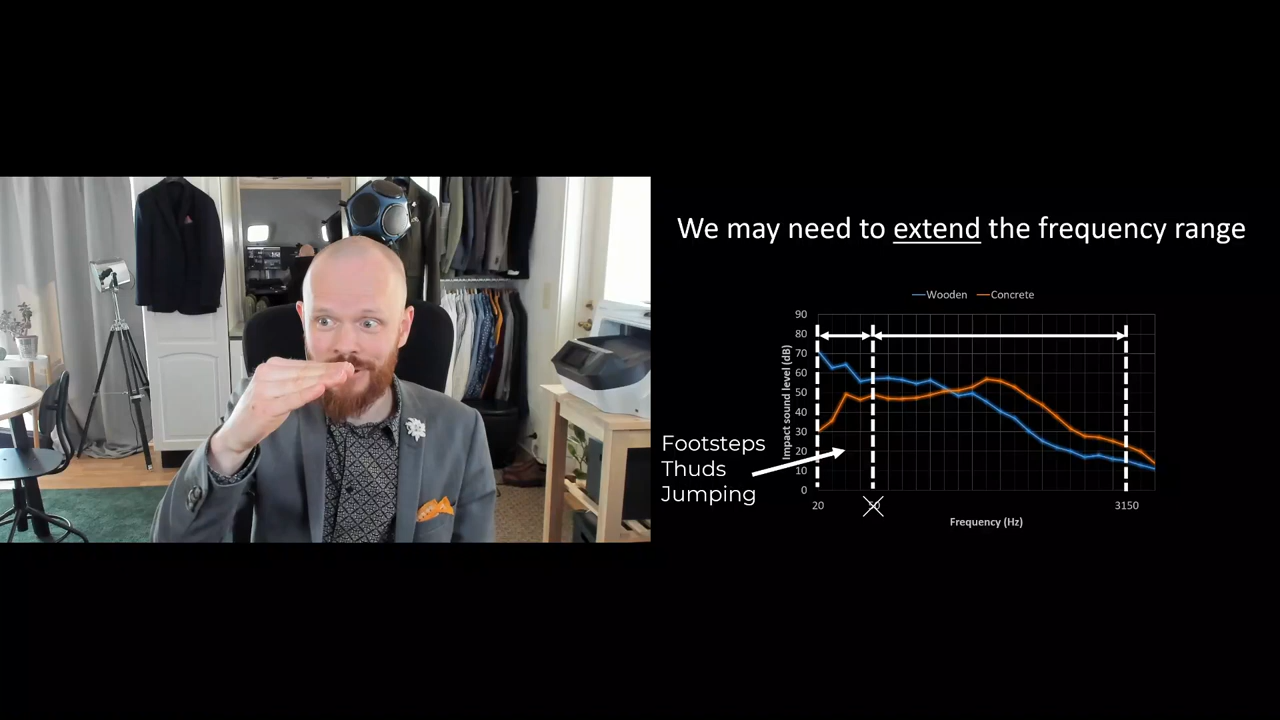 We may need to extend the frequency range
Wooden Concrete
90
80
70
60
50
40
30
20
10
0
Impact sound level (dB)
Footsteps
Thuds
Jumping
20 50 3150
Frequency (Hz)